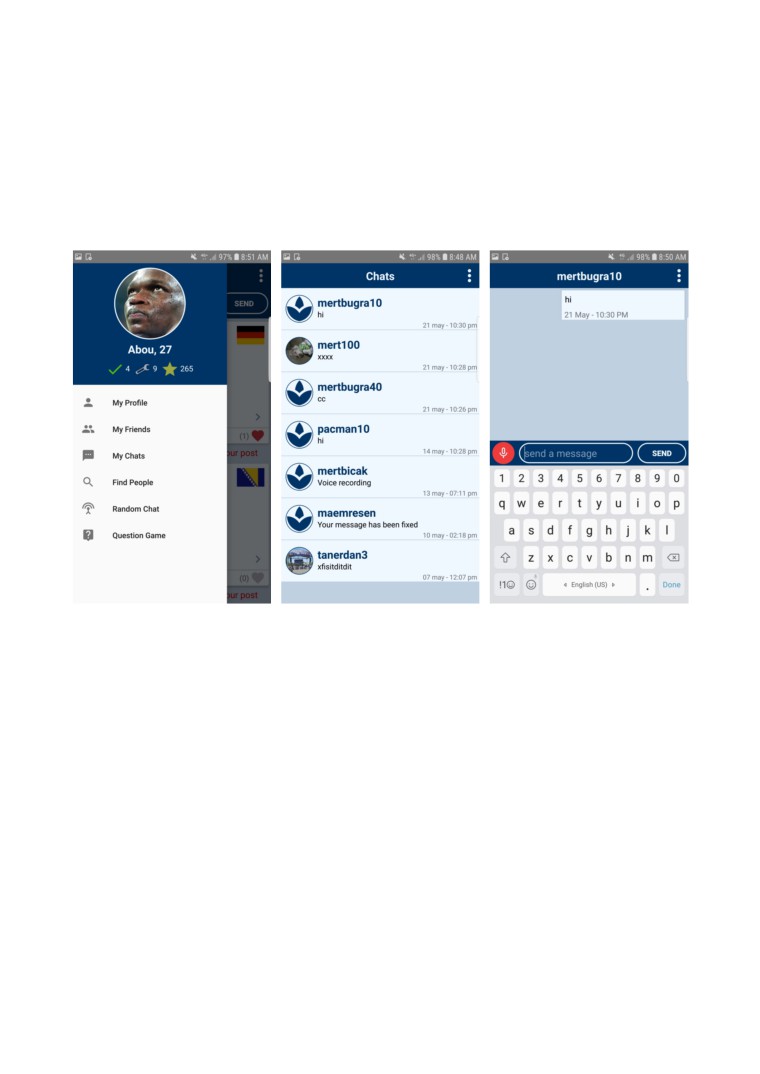 97% 8:51 AM
SEND
Abou, 27
4 9 265
My Profile
My Friends
(1)
My Chats
our post
Find People
Random Chat
Question Game
(0)
our post
98% 8:48 AM
Chats
mertbugra10
hi
21 may - 10:30 pm
mert100
xxxx
21 may - 10:28 pm
mertbugra40
cc
21 may - 10:26 pm
pacman10
hi
14 may - 10:28 pm
mertbicak
Voice recording
13 may - 07:11 pm
maemresen
Your message has been fixed
10 may - 02:18 pm
tanerdan3
xfisitditdit
07 may - 12:07 pm
98% 8:50 AM
mertbugra10
hi
21 May - 10:30 PM
send a message SEND
1 2 3 4 5 6 7 8 9 0
q w e r t y u i o p
a s d f g h j k l
z x c v b n m
!1☺ English (US) . Done